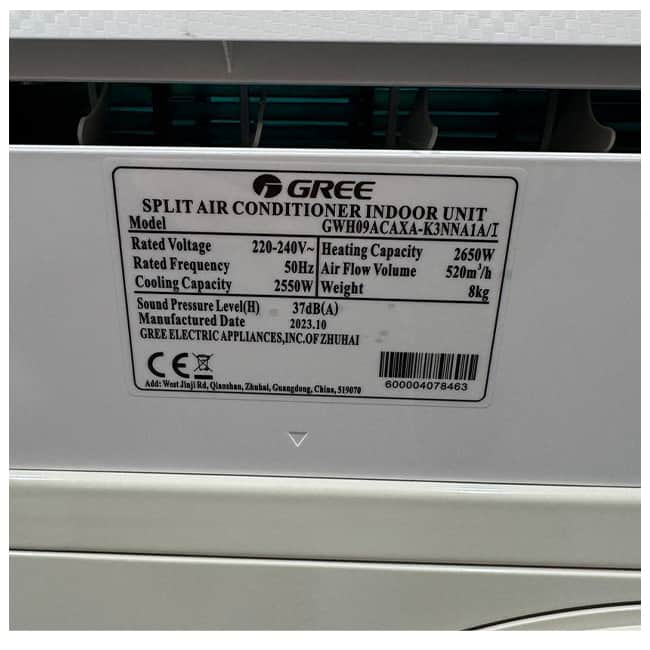 GREE
SPLIT AIR CONDITIONER INDOOR UNIT
Model GWH09ACAXA-K3NNA1A/I
Rated Voltage 220-240V~
Rated Frequency 50Hz
Cooling Capacity 2550W
Heating Capacity 2650W
Air Flow Volume 520m³/h
Weight 8kg
Sound Pressure Level(H) 37dB(A)
Manufactured Date 2023.10
GREE ELECTRIC APPLIANCES,INC.OF ZHUHAI
CE
600004078463
Add: West Jinji Rd, Qianshan, Zhuhai, Guangdong, China, 519070